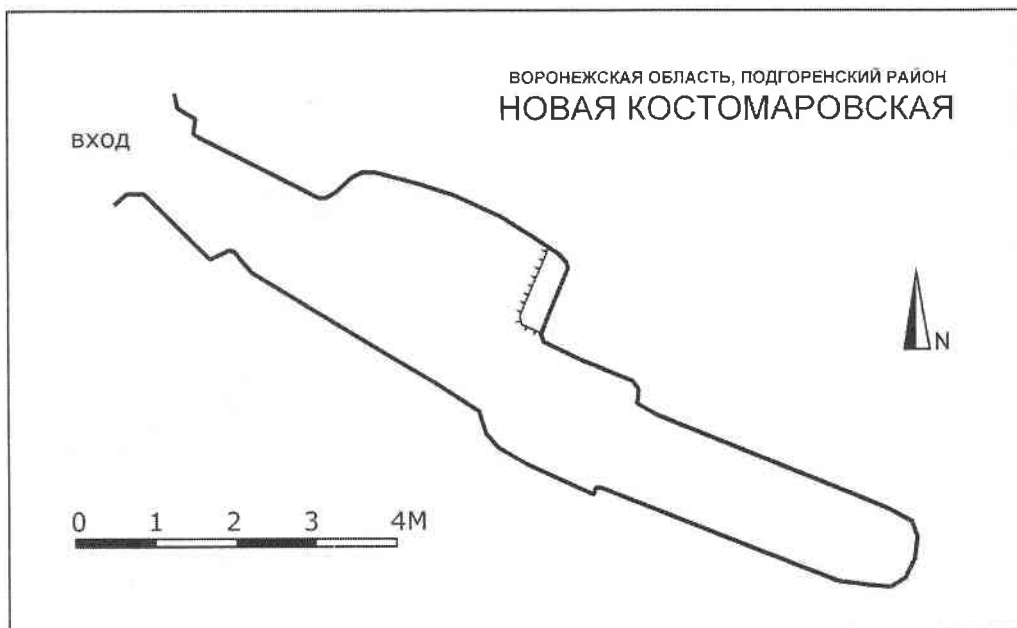 ВОРОНЕЖСКАЯ ОБЛАСТЬ, ПОДГОРЕНСКИЙ РАЙОН
НОВАЯ КОСТОМАРОВСКАЯ
ВХОД
N
0 1 2 3 4М